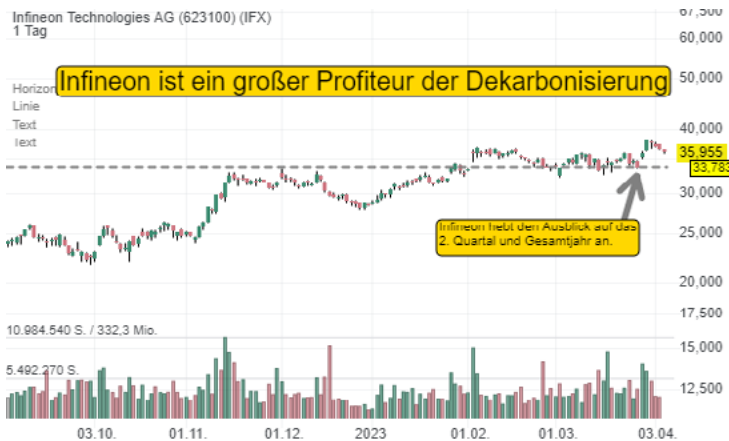 Infineon Technologies AG (623100) (IFX)
1 Tag
67,500
60,000
Infineon ist ein großer Profiteur der Dekarbonisierung
50,000
Horizon
Linie
Text
Text
40,000
35,955
33,783
30,000
Infineon hebt den Ausblick auf das
2. Quartal und Gesamtjahr an.
25,000
20,000
17,500
10.984.540 S. / 332,3 Mio.
15,000
5.492.270 S.
12,500
03.10. 01.11. 01.12. 2023 01.02. 01.03. 03.04.